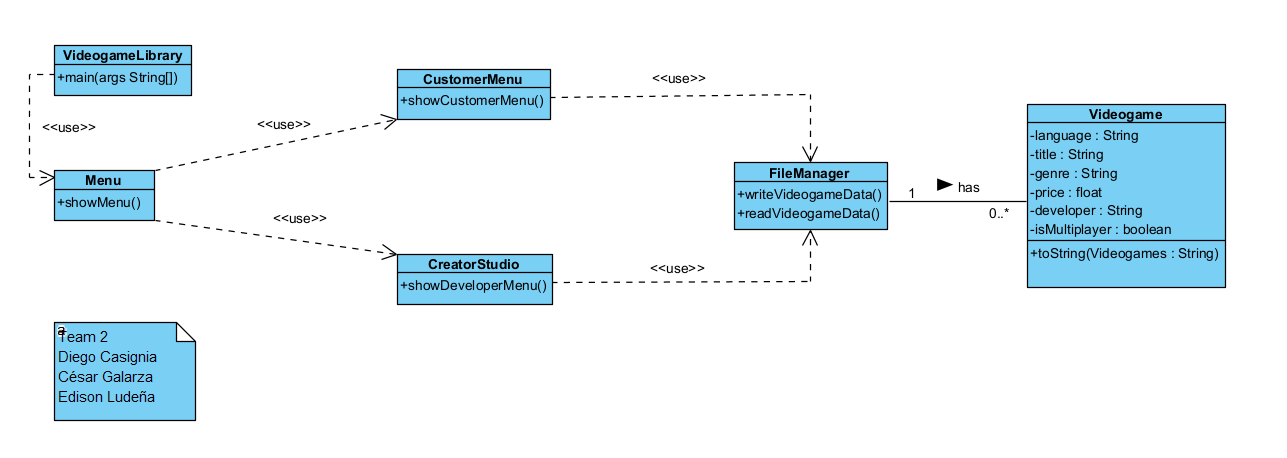 VideogameLibrary
+main(args String[])
<<use>>
Menu
+showMenu()
<<use>>
<<use>>
CustomerMenu
+showCustomerMenu()
CreatorStudio
+showDeveloperMenu()
<<use>>
<<use>>
FileManager
+writeVideogameData()
+readVideogameData()
1
has
0..*
Videogame
-language : String
-title : String
-genre : String
-price : float
-developer : String
-isMultiplayer : boolean
+toString(Videogames : String)
a
Team 2
Diego Casignia
César Galarza
Edison Ludeña